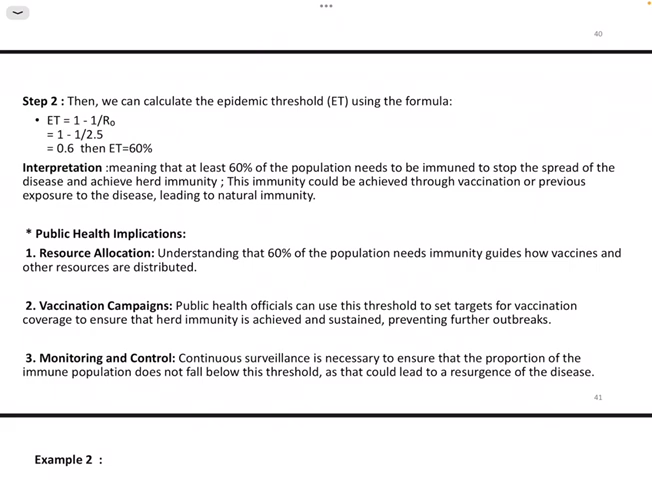 40
Step 2 : Then, we can calculate the epidemic threshold (ET) using the formula:
• ET = 1 - 1/R₀
= 1 - 1/2.5
= 0.6 then ET=60%
Interpretation :meaning that at least 60% of the population needs to be immuned to stop the spread of the
disease and achieve herd immunity ; This immunity could be achieved through vaccination or previous
exposure to the disease, leading to natural immunity.
* Public Health Implications:
1. Resource Allocation: Understanding that 60% of the population needs immunity guides how vaccines and
other resources are distributed.
2. Vaccination Campaigns: Public health officials can use this threshold to set targets for vaccination
coverage to ensure that herd immunity is achieved and sustained, preventing further outbreaks.
3. Monitoring and Control: Continuous surveillance is necessary to ensure that the proportion of the
immune population does not fall below this threshold, as that could lead to a resurgence of the disease.
41
Example 2 :